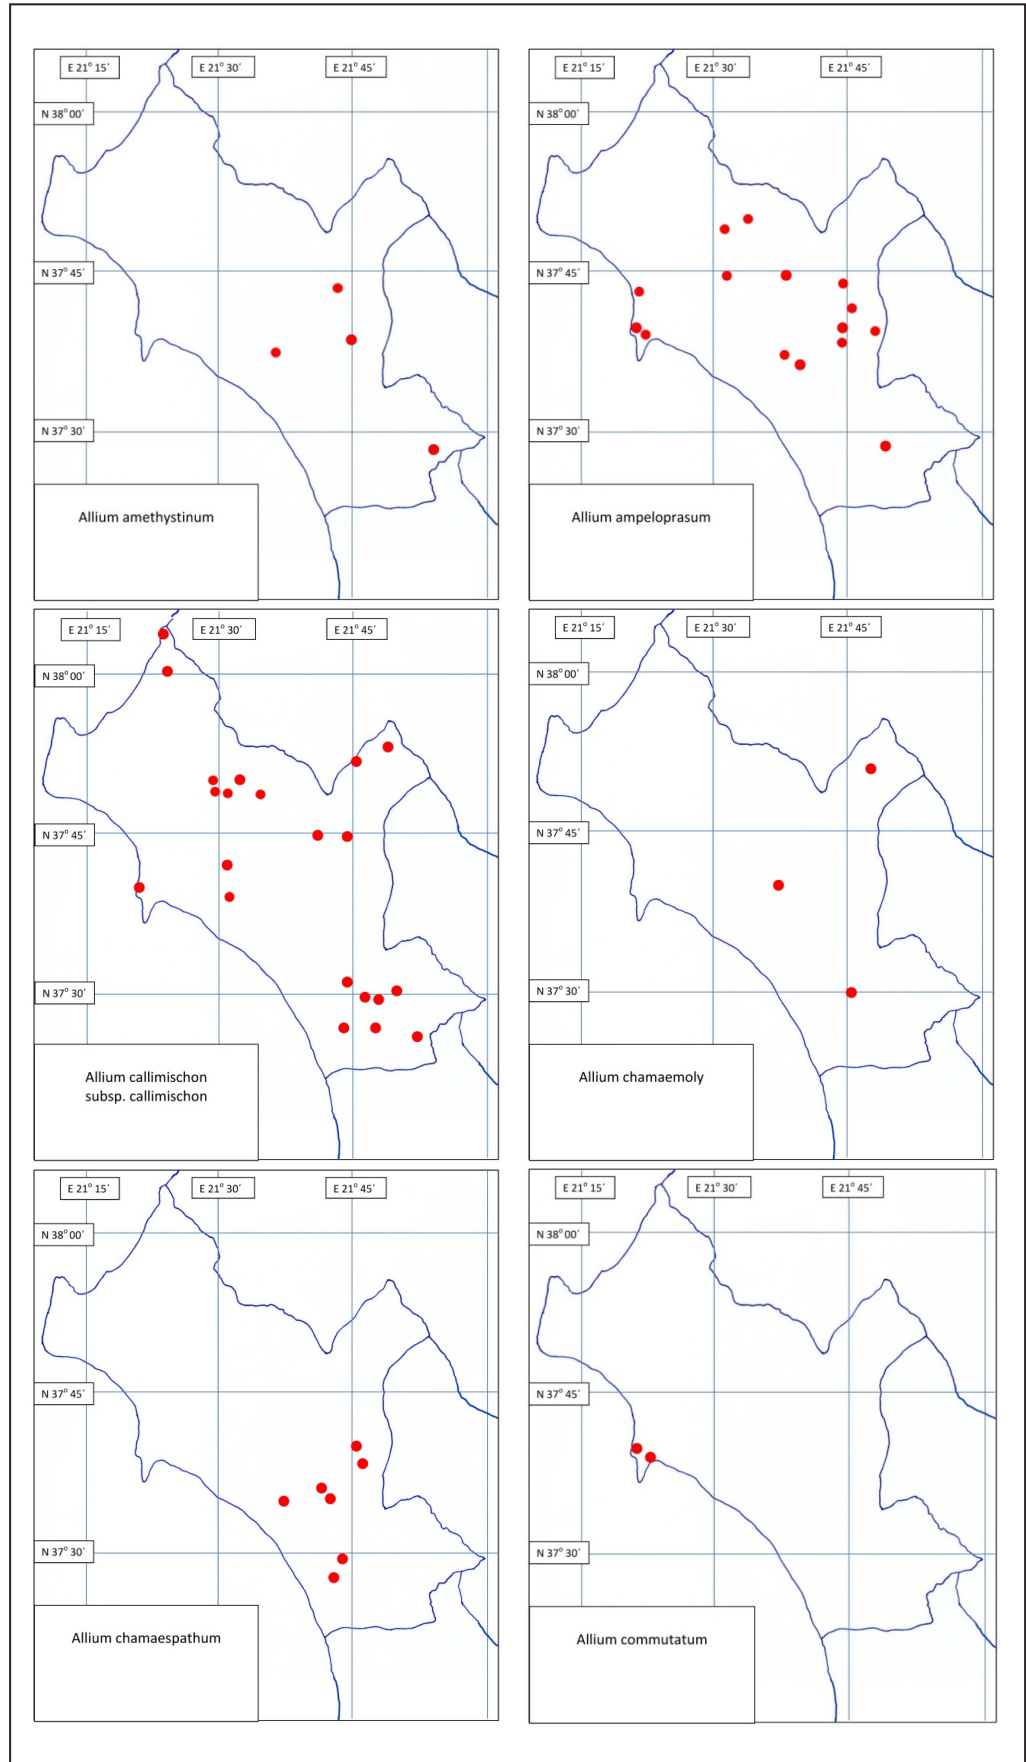 E 21° 15´ E 21° 30´ E 21° 45´
N 38° 00´
N 37° 45´
N 37° 30´
Allium amethystinum
E 21° 15´ E 21° 30´ E 21° 45´
N 38° 00´
N 37° 45´
N 37° 30´
Allium ampeloprasum
E 21° 15´ E 21° 30´ E 21° 45´
N 38° 00´
N 37° 45´
N 37° 30´
Allium callimischon
subsp. callimischon
E 21° 15´ E 21° 30´ E 21° 45´
N 38° 00´
N 37° 45´
N 37° 30´
Allium chamaemoly
E 21° 15´ E 21° 30´ E 21° 45´
N 38° 00´
N 37° 45´
N 37° 30´
Allium chamaespathum
E 21° 15´ E 21° 30´ E 21° 45´
N 38° 00´
N 37° 45´
N 37° 30´
Allium commutatum